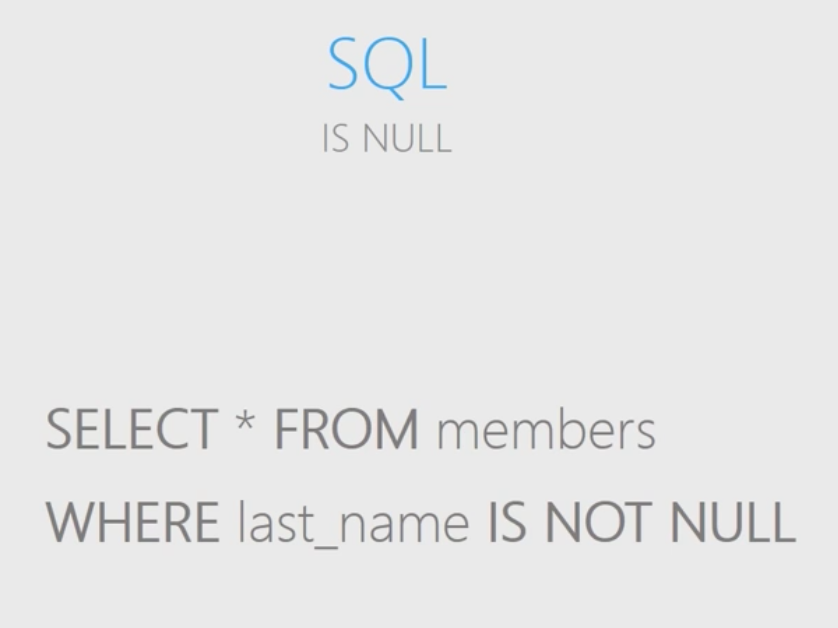 SQL
IS NULL
SELECT * FROM members
WHERE last_name IS NOT NULL